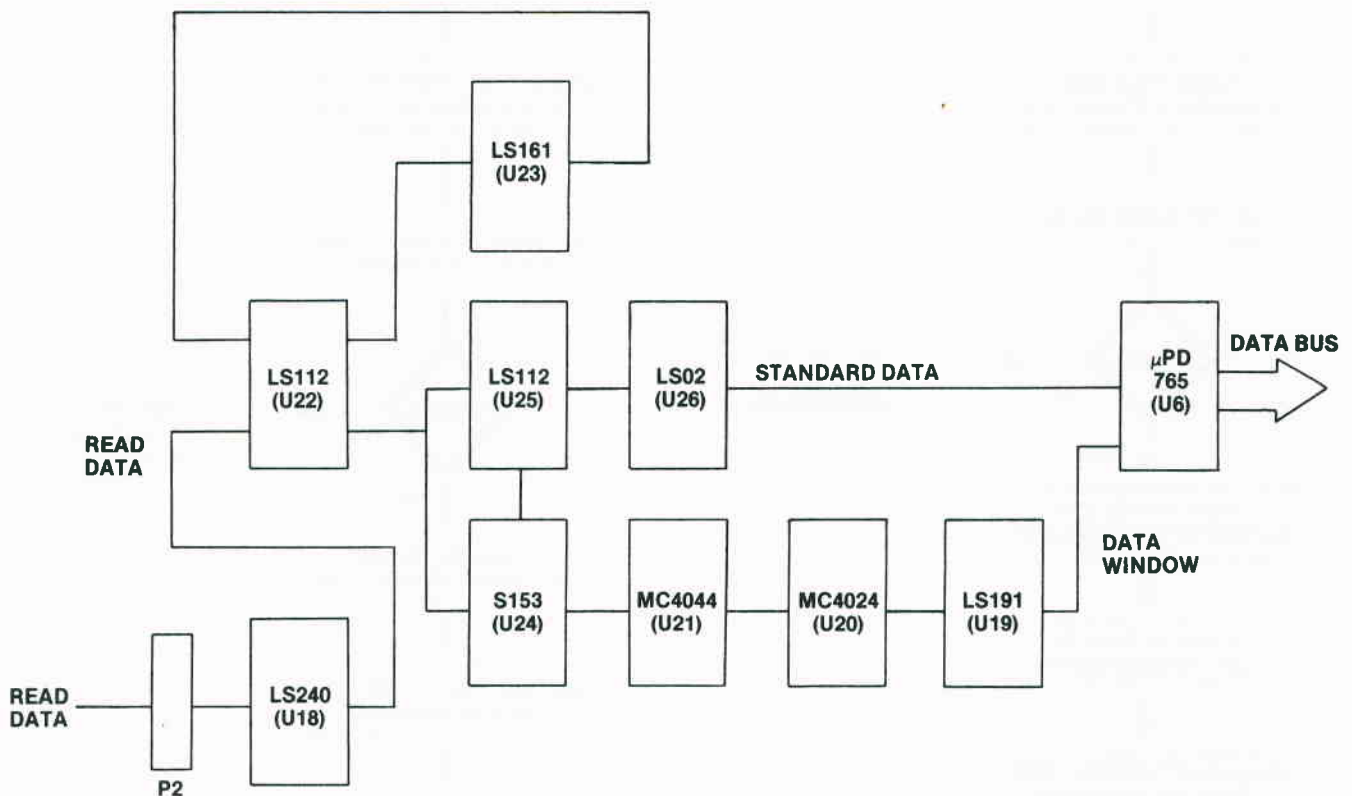 LS161
(U23)
LS112
(U22)
LS112
(U25)
LS02
(U26)
STANDARD DATA
µPD
765
(U6)
DATA BUS
READ
DATA
S153
(U24)
MC4044
(U21)
MC4024
(U20)
LS191
(U19)
DATA
WINDOW
READ
DATA
P2
LS240
(U18)